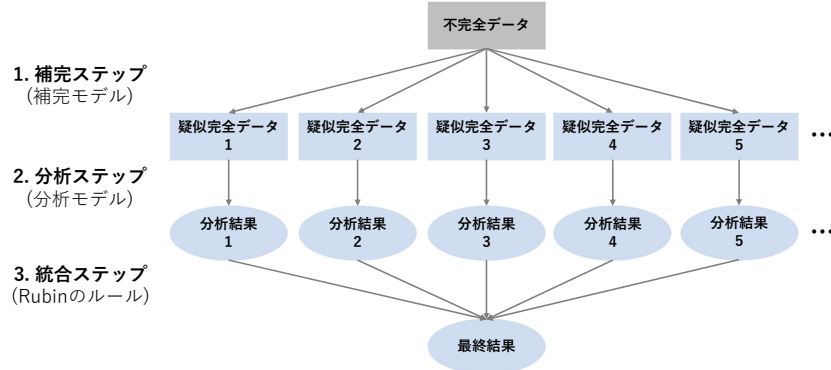 不完全データ
1. 補完ステップ
(補完モデル)
疑似完全データ
1
疑似完全データ
2
疑似完全データ
3
疑似完全データ
4
疑似完全データ
5
…
2. 分析ステップ
(分析モデル)
分析結果
1
分析結果
2
分析結果
3
分析結果
4
分析結果
5
…
3. 統合ステップ
(Rubinのルール)
最終結果